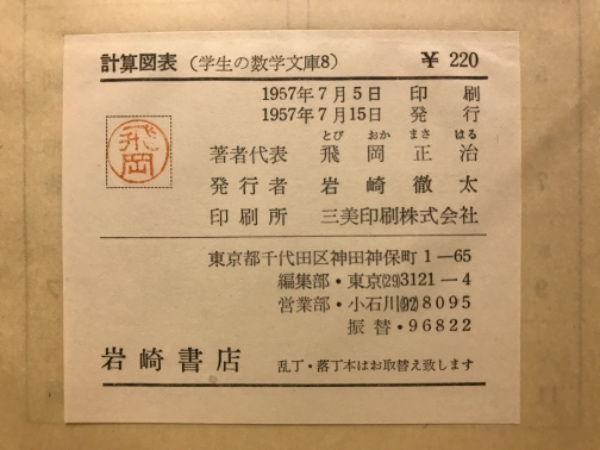 計算図表（学生の数学文庫8） ￥ 220
1957年7月5日 印刷
1957年7月15日 発行
とび おか まさ はる
著者代表 飛岡正治
発行者 岩崎徹太
印刷所 三美印刷株式会社
飛岡
東京都千代田区神田神保町1—65
編集部・東京(29)3121—4
営業部・小石川(92)8095
振替・96822
岩崎書店 乱丁・落丁本はお取替え致します